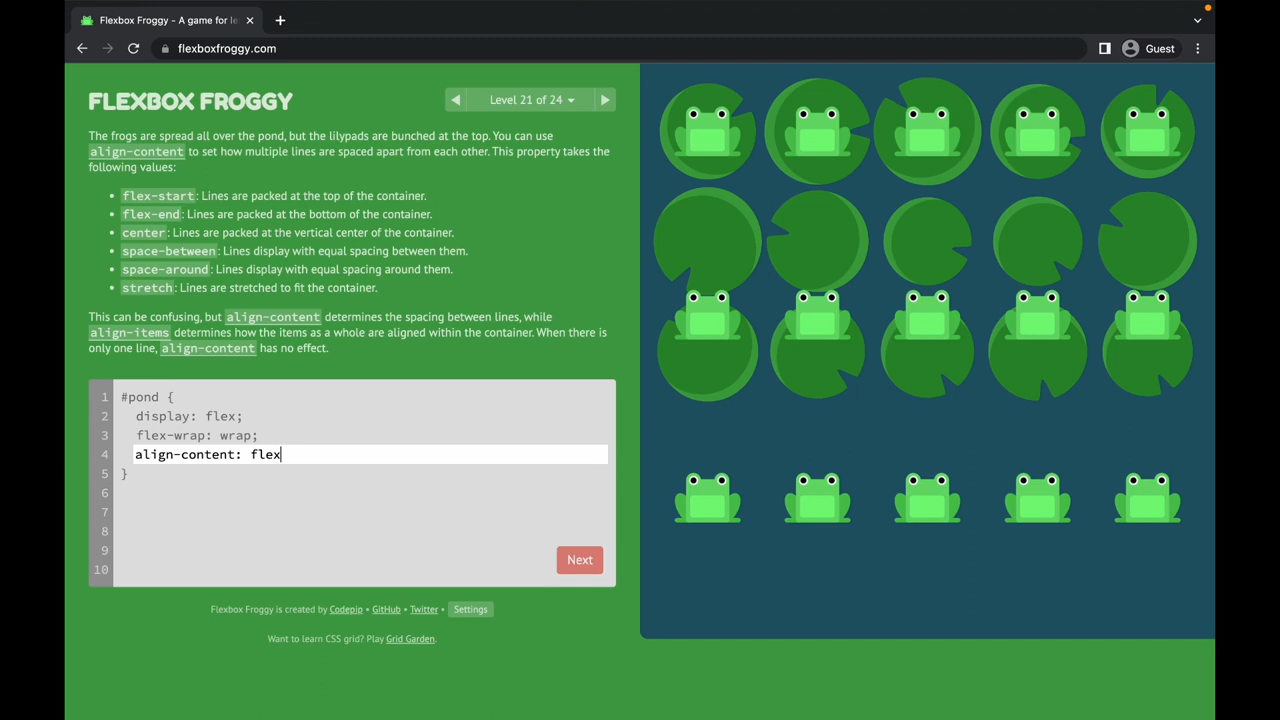 Flexbox Froggy - A game for le
flexboxfroggy.com
Guest
FLEXBOX FROGGY
Level 21 of 24
The frogs are spread all over the pond, but the lilypads are bunched at the top. You can use
align-content to set how multiple lines are spaced apart from each other. This property takes the
following values:
• flex-start: Lines are packed at the top of the container.
• flex-end: Lines are packed at the bottom of the container.
• center: Lines are packed at the vertical center of the container.
• space-between: Lines display with equal spacing between them.
• space-around: Lines display with equal spacing around them.
• stretch: Lines are stretched to fit the container.
This can be confusing, but align-content determines the spacing between lines, while
align-items determines how the items as a whole are aligned within the container. When there is
only one line, align-content has no effect.
1 #pond {
2 display: flex;
3 flex-wrap: wrap;
4 align-content: flex
5 }
6
7
8
9
10
Next
Flexbox Froggy is created by Codepip • GitHub • Twitter • Settings
Want to learn CSS grid? Play Grid Garden.